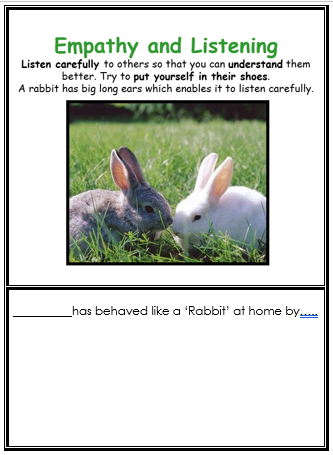 Empathy and Listening
Listen carefully to others so that you can understand them
better. Try to put yourself in their shoes.
A rabbit has big long ears which enables it to listen carefully.
__________has behaved like a ‘Rabbit’ at home by…..